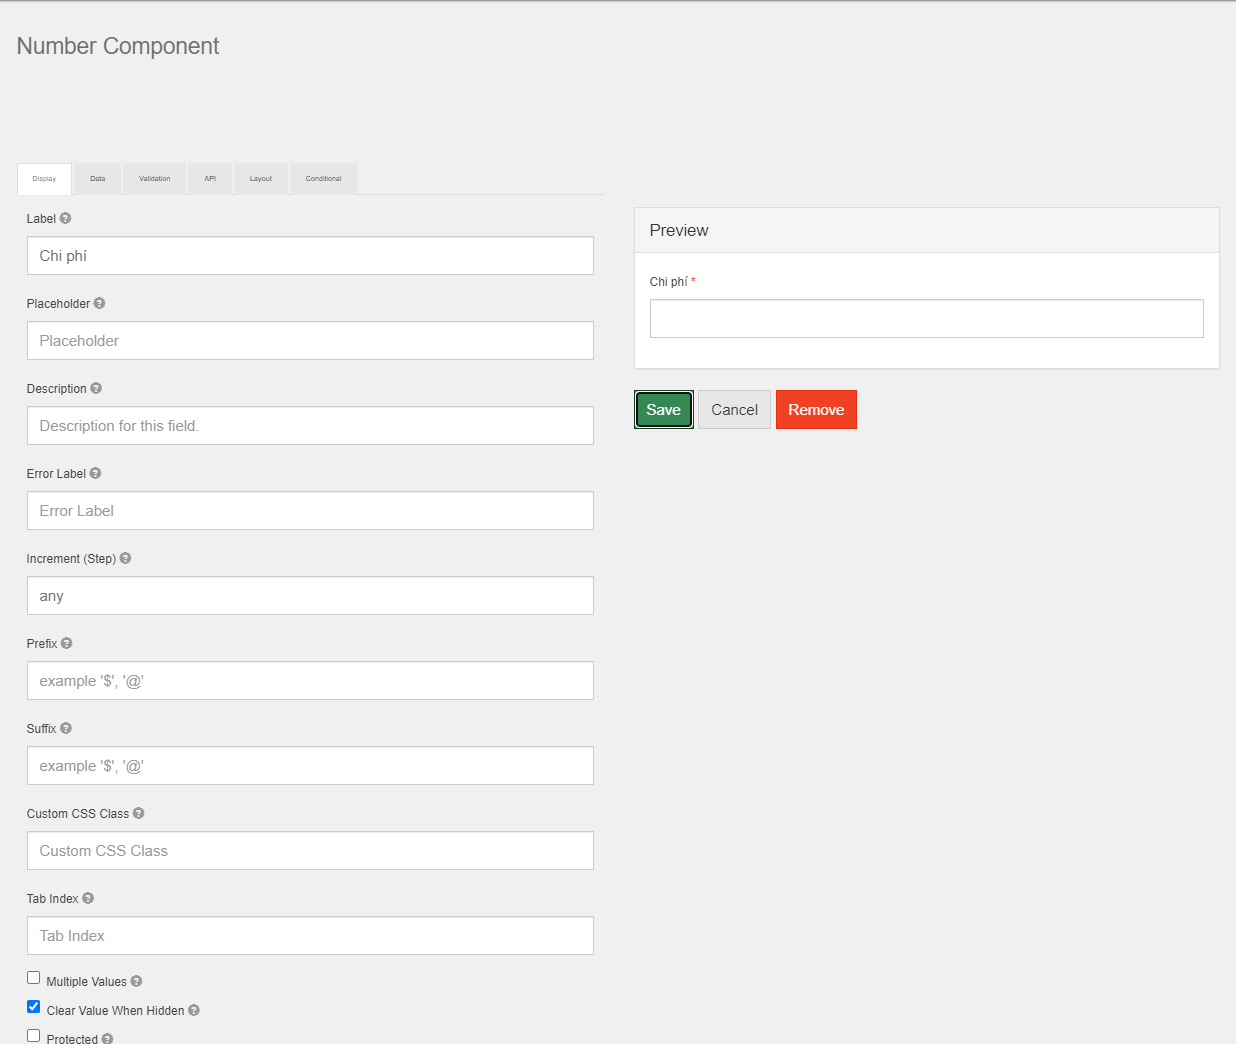 Number Component
Display Data Validation API Layout Conditional
Label
Chi phí
Placeholder
Placeholder
Description
Description for this field.
Error Label
Error Label
Increment (Step)
any
Prefix
example '$', '@'
Suffix
example '$', '@'
Custom CSS Class
Custom CSS Class
Tab Index
Tab Index
Multiple Values
Clear Value When Hidden
Protected
Preview
Chi phí *
Save Cancel Remove